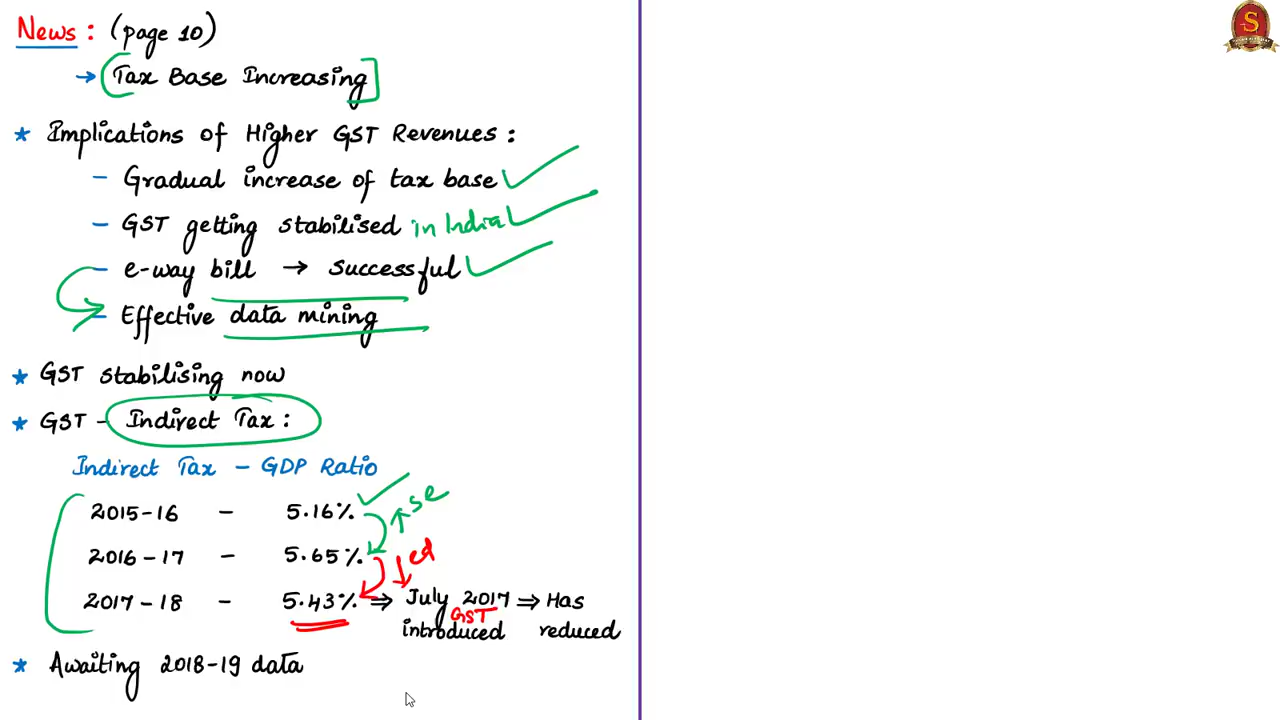 News : (page 10)
→ Tax Base Increasing
* Implications of Higher GST Revenues :
- Gradual increase of tax base
- GST getting stabilised in India
- e-way bill → Successful
- Effective data mining
* GST stabilising now
* GST - Indirect Tax :
Indirect Tax - GDP Ratio
2015-16 - 5.16% ↑se
2016-17 - 5.65% ↓ed
2017-18 - 5.43% ⇒ July 2017 ⇒ Has
GST
introduced reduced
* Awaiting 2018-19 data
S